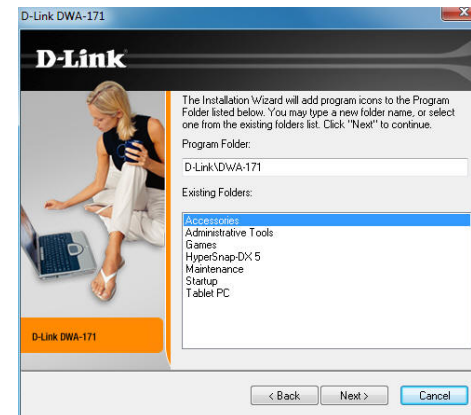 D-Link DWA-171
D-Link
The Installation Wizard will add program icons to the Program
Folder listed below. You may type a new folder name, or select
one from the existing folders list. Click "Next" to continue.
Program Folder:
D-Link\DWA-171
Existing Folders:
Accessories
Administrative Tools
Games
HyperSnap-DX 5
Maintenance
Startup
Tablet PC
D-Link DWA-171
< Back
Next >
Cancel